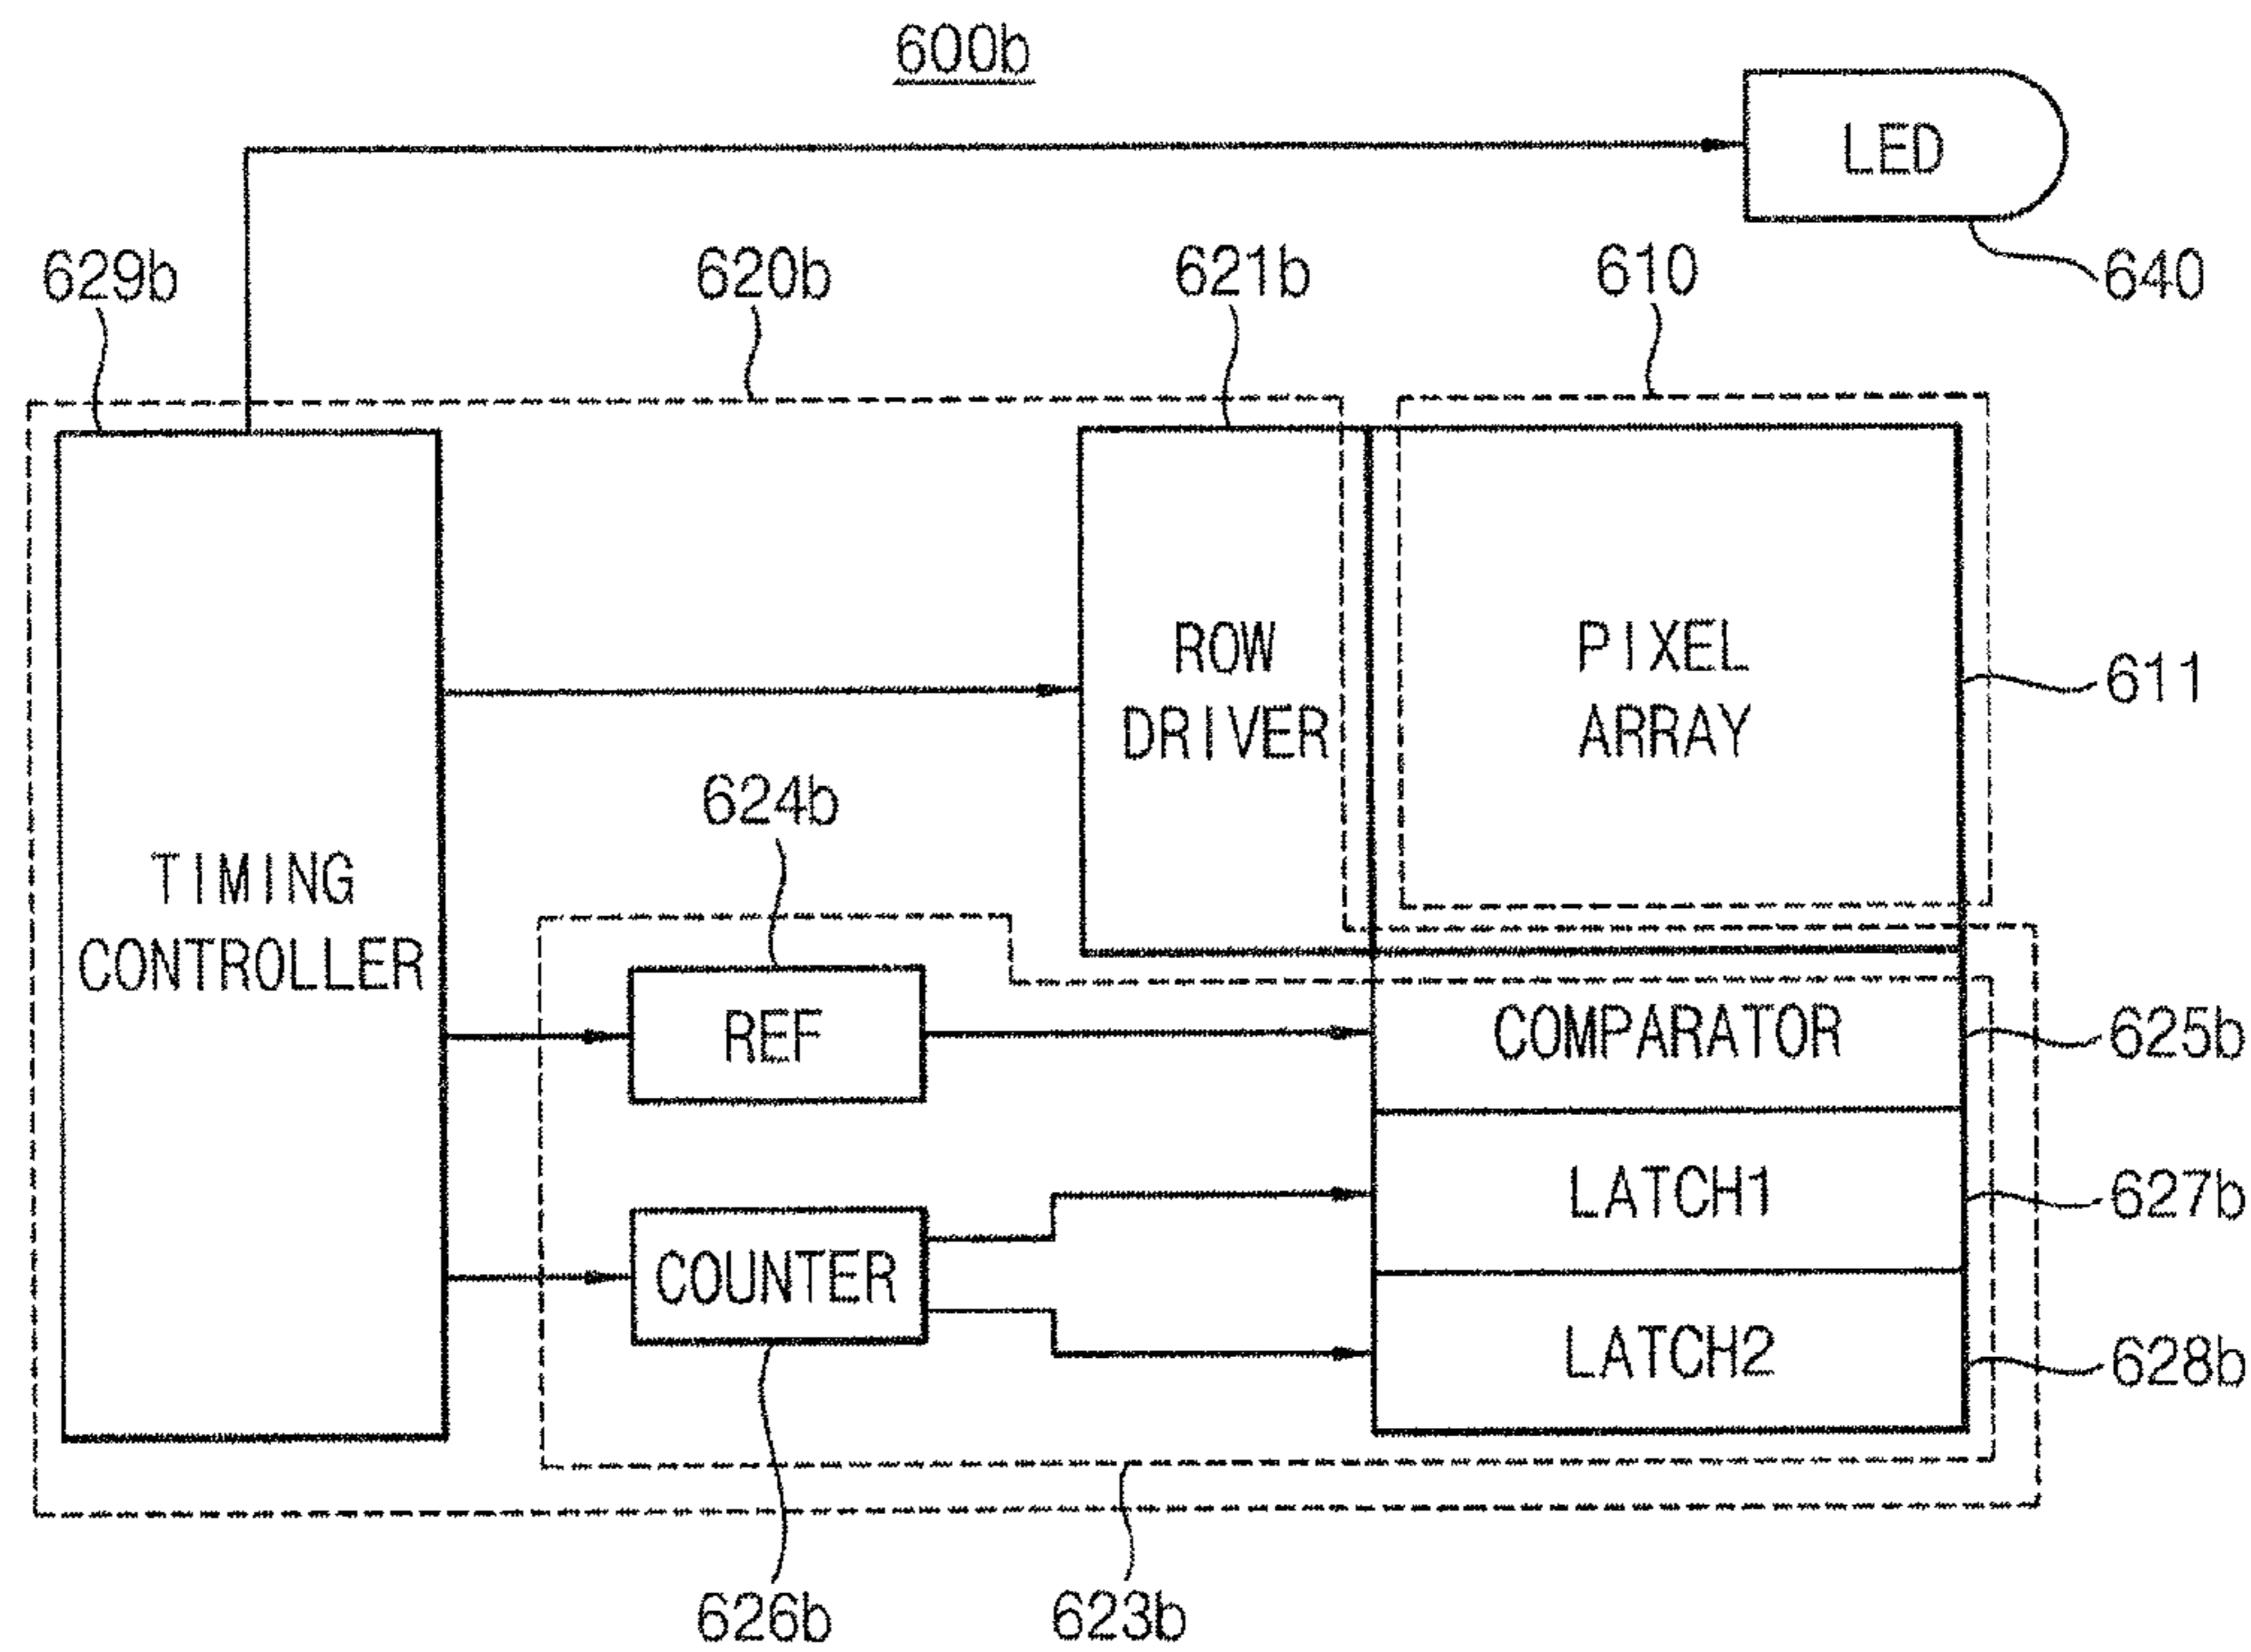 600b
LED
629b
620b
621b
610
640
ROW
DRIVER
PIXEL
ARRAY
611
624b
TIMING
CONTROLLER
REF
COMPARATOR
625b
LATCH1
627b
COUNTER
LATCH2
628b
626b
623b